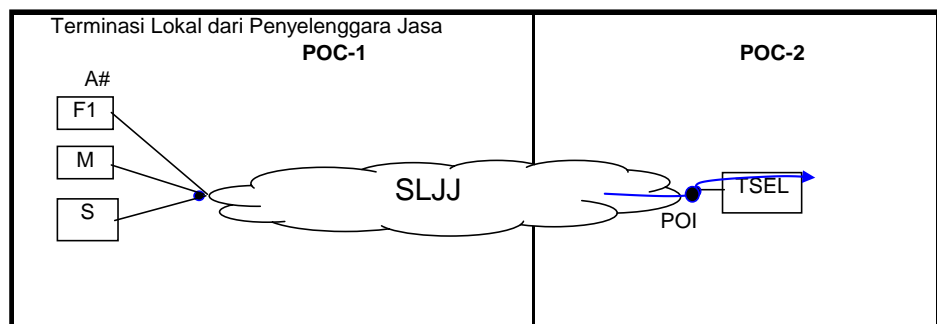 Terminasi Lokal dari Penyelenggara Jasa
POC-1
POC-2
A#
F1
M
S
SLJJ
TSEL
POI